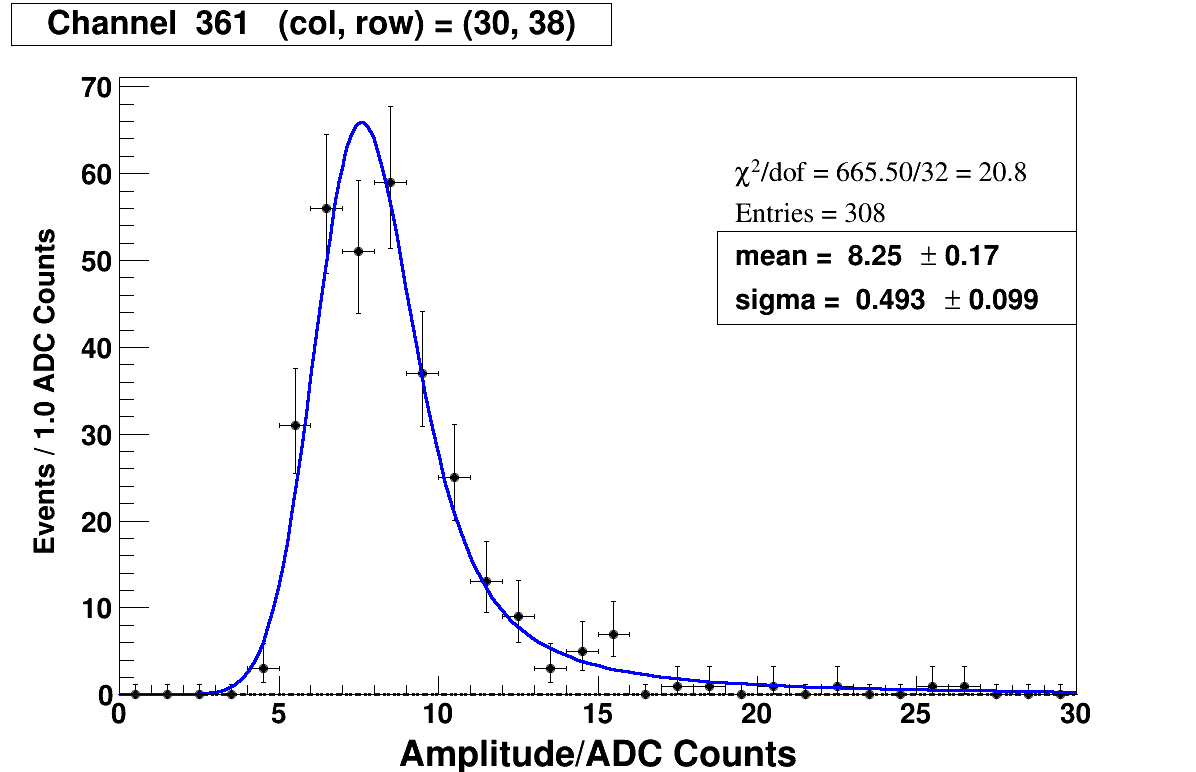 Channel 361 (col, row) = (30, 38)
70
60
50
40
30
20
10
0
Events / 1.0 ADC Counts
χ²/dof = 665.50/32 = 20.8
Entries = 308
mean = 8.25 ± 0.17
sigma = 0.493 ± 0.099
0 5 10 15 20 25 30
Amplitude/ADC Counts